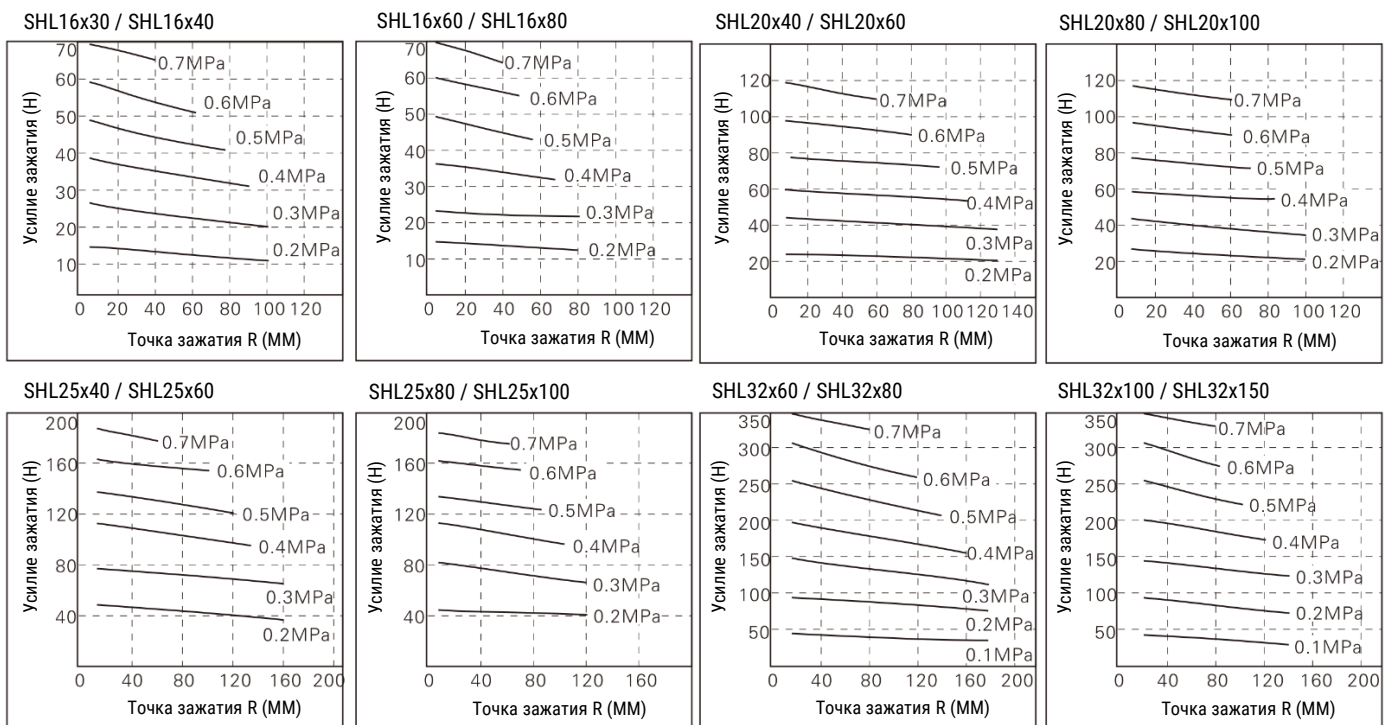 SHL16x30 / SHL16x40
Усилие зажатия (Н)
70
60
50
40
30
20
10
0.7MPa
0.6MPa
0.5MPa
0.4MPa
0.3MPa
0.2MPa
0 20 40 60 80 100 120
Точка зажатия R (ММ)
SHL16x60 / SHL16x80
Усилие зажатия (Н)
70
60
50
40
30
20
10
0.7MPa
0.6MPa
0.5MPa
0.4MPa
0.3MPa
0.2MPa
0 20 40 60 80 100 120
Точка зажатия R (ММ)
SHL20x40 / SHL20x60
Усилие зажатия (Н)
120
100
80
60
40
20
0.7MPa
0.6MPa
0.5MPa
0.4MPa
0.3MPa
0.2MPa
0 20 40 60 80 100 120 140
Точка зажатия R (ММ)
SHL20x80 / SHL20x100
Усилие зажатия (Н)
120
100
80
60
40
20
0.7MPa
0.6MPa
0.5MPa
0.4MPa
0.3MPa
0.2MPa
0 20 40 60 80 100 120
Точка зажатия R (ММ)
SHL25x40 / SHL25x60
Усилие зажатия (Н)
200
160
120
80
40
0.7MPa
0.6MPa
0.5MPa
0.4MPa
0.3MPa
0.2MPa
0 40 80 120 160 200
Точка зажатия R (ММ)
SHL25x80 / SHL25x100
Усилие зажатия (Н)
200
160
120
80
40
0.7MPa
0.6MPa
0.5MPa
0.4MPa
0.3MPa
0.2MPa
0 40 80 120 160
Точка зажатия R (ММ)
SHL32x60 / SHL32x80
Усилие зажатия (Н)
350
300
250
200
150
100
50
0.7MPa
0.6MPa
0.5MPa
0.4MPa
0.3MPa
0.2MPa
0.1MPa
0 40 80 120 160 200
Точка зажатия R (ММ)
SHL32x100 / SHL32x150
Усилие зажатия (Н)
350
300
250
200
150
100
50
0.7MPa
0.6MPa
0.5MPa
0.4MPa
0.3MPa
0.2MPa
0.1MPa
0 40 80 120 160 200
Точка зажатия R (ММ)